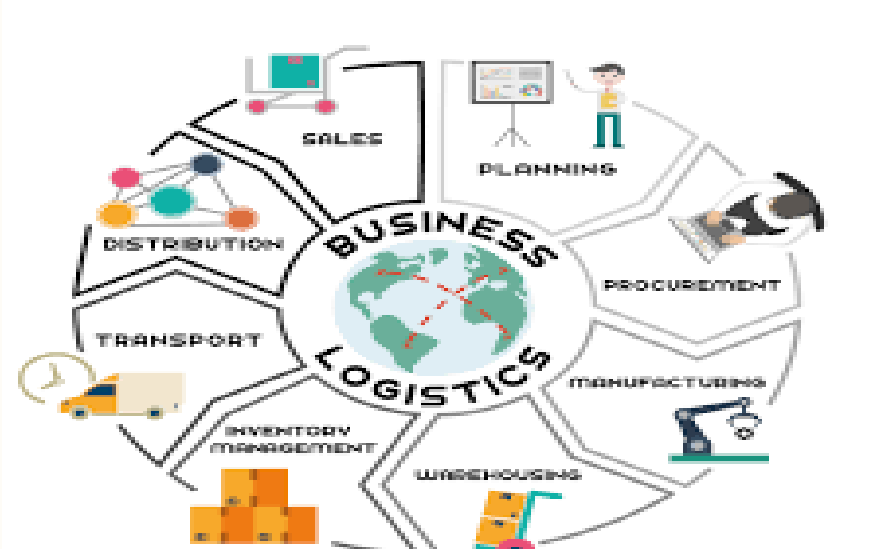 SALES
PLANNING
DISTRIBUTION
BUSINESS
PROCUREMENT
TRANSPORT
LOGISTICS
MANUFACTURING
INVENTORY
MANAGEMENT
WAREHOUSING